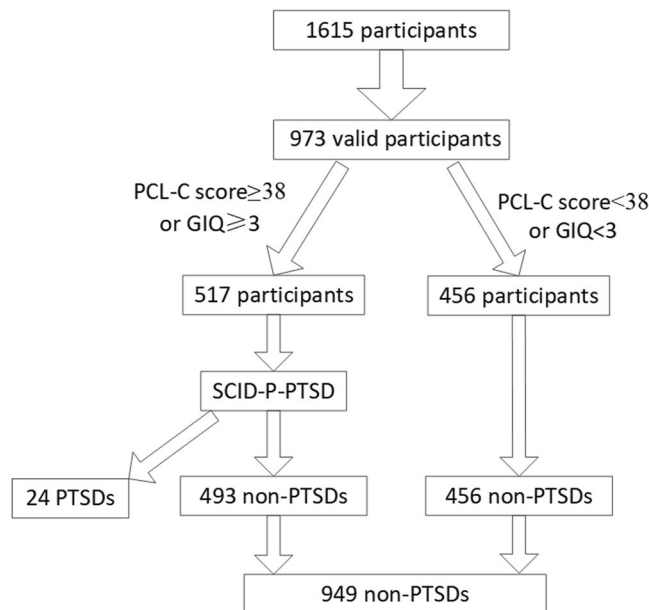 1615 participants
973 valid participants
PCL-C score≥38
or GIQ⩾3
PCL-C score<38
or GIQ<3
517 participants
456 participants
SCID-P-PTSD
24 PTSDs
493 non-PTSDs
456 non-PTSDs
949 non-PTSDs